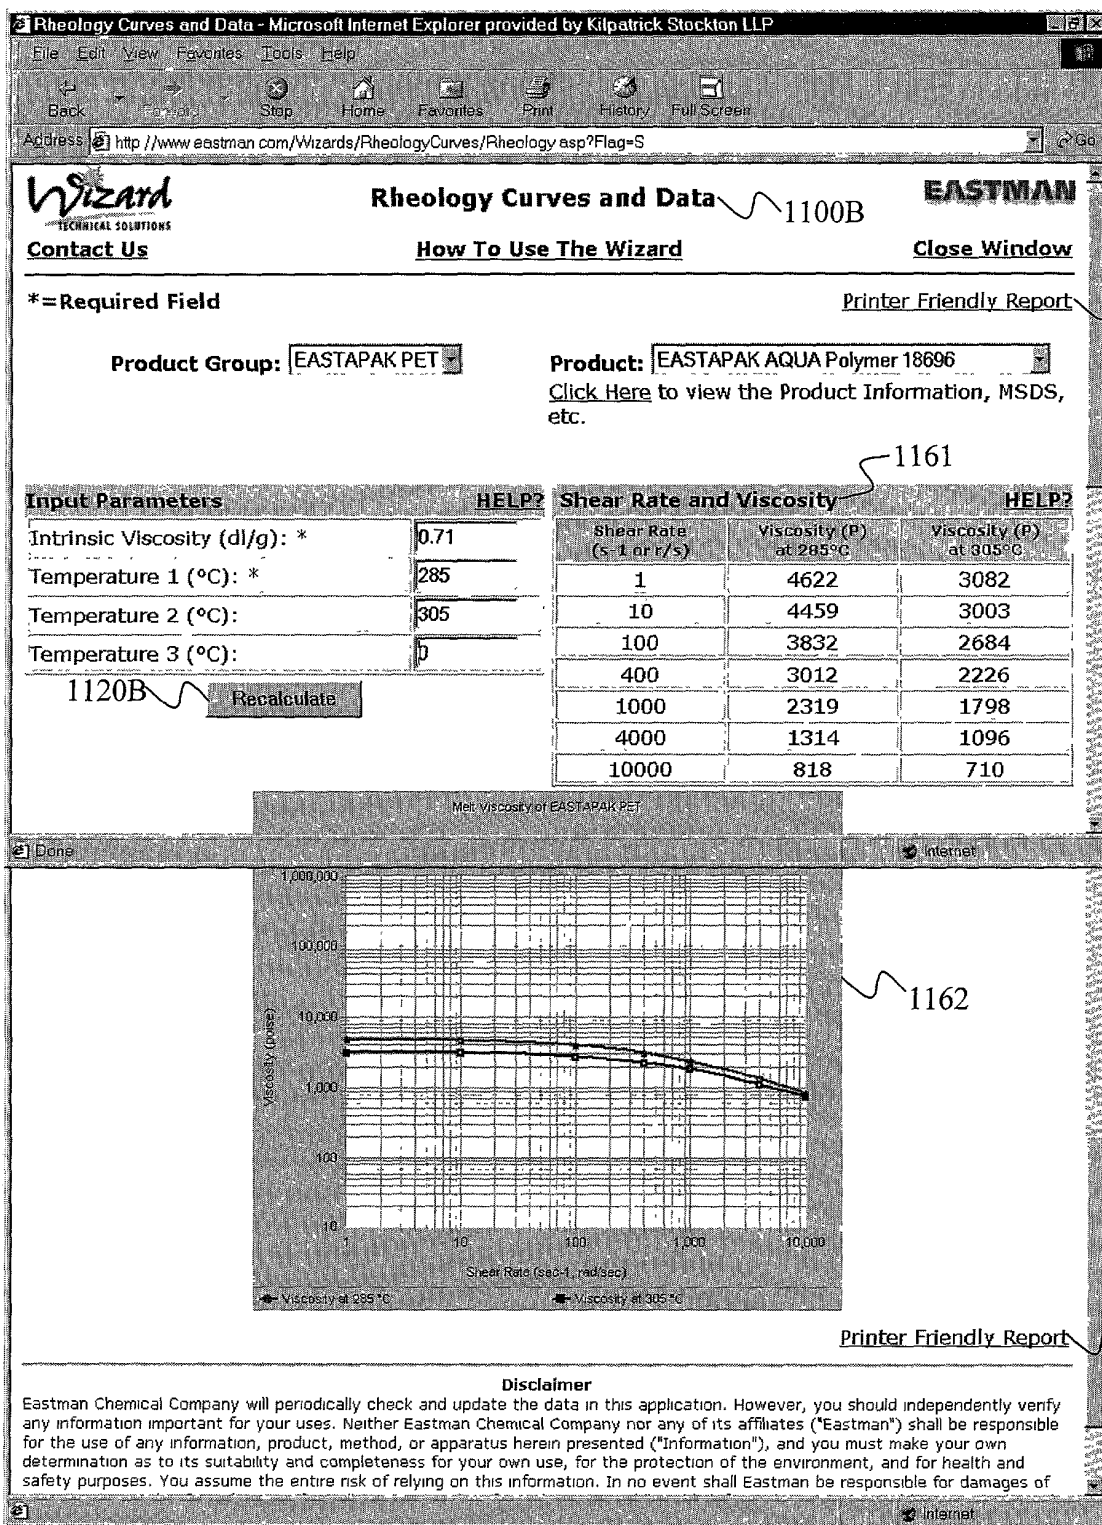 Rheology Curves and Data - Microsoft Internet Explorer provided by Kilpatrick Stockton LLP
File Edit View Favorites Tools Help
Back Forward Stop Home Favorites Print History Full Screen
Address http://www.eastman.com/Wizards/RheologyCurves/Rheology.asp?Flag=S Go
Wizard
TECHNICAL SOLUTIONS
Rheology Curves and Data 1100B
EASTMAN
Contact Us How To Use The Wizard Close Window
*=Required Field Printer Friendly Report
Product Group: EASTAPAK PET Product: EASTAPAK AQUA Polymer 18696
Click Here to view the Product Information, MSDS,
etc.
1161
Input Parameters HELP? Shear Rate and Viscosity HELP?
Intrinsic Viscosity (dl/g): * 0.71
Temperature 1 (ºC): * 285
Temperature 2 (ºC): 305
Temperature 3 (ºC): 0
1120B Recalculate
Shear Rate Viscosity (P) Viscosity (P)
(s-1 or r/s) at 285ºC at 305ºC
1 4622 3082
10 4459 3003
100 3832 2684
400 3012 2226
1000 2319 1798
4000 1314 1096
10000 818 710
Melt Viscosity of EASTAPAK PET
Done Internet
1,000,000
100,000
10,000
1,000
100
10
Viscosity (poise)
1162
1 10 100 1,000 10,000
Shear Rate (sec-1, rad/sec)
Viscosity at 285 ºC Viscosity at 305 ºC
Printer Friendly Report
Disclaimer
Eastman Chemical Company will periodically check and update the data in this application. However, you should independently verify
any information important for your uses. Neither Eastman Chemical Company nor any of its affiliates ("Eastman") shall be responsible
for the use of any information, product, method, or apparatus herein presented ("Information"), and you must make your own
determination as to its suitability and completeness for your own use, for the protection of the environment, and for health and
safety purposes. You assume the entire risk of relying on this information. In no event shall Eastman be responsible for damages of
Internet